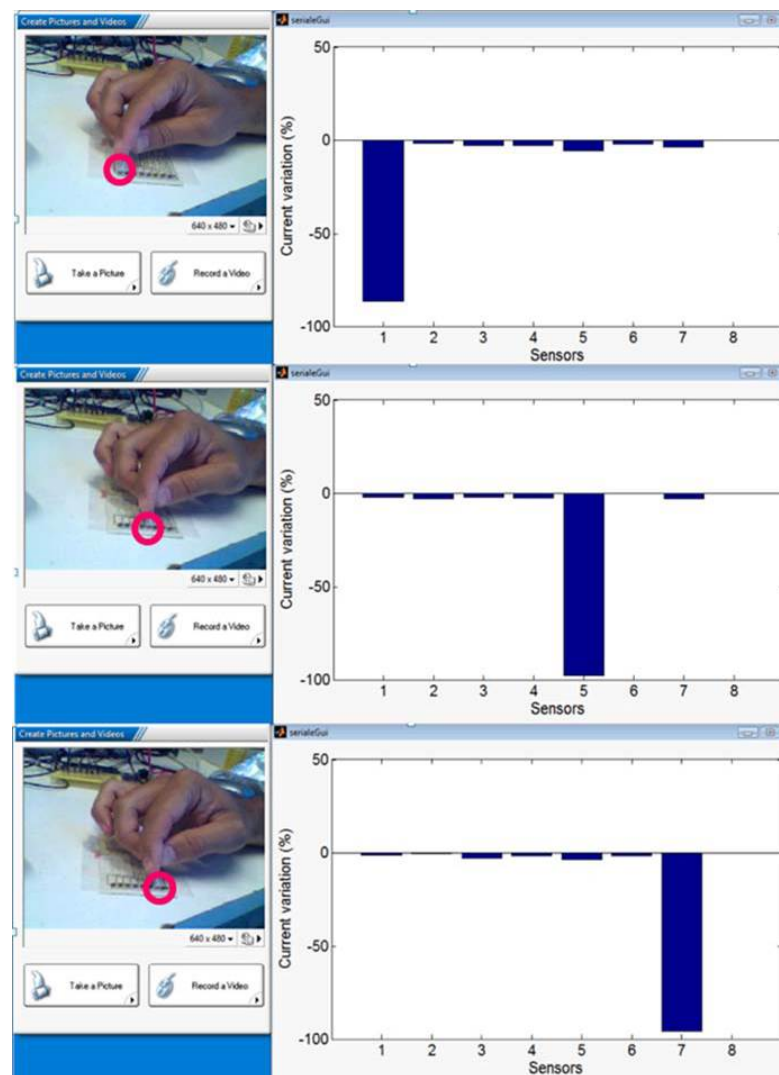 Create Pictures and Videos
640 x 480
Take a Picture
Record a Video
serialeGui
50
0
-50
-100
Current variation (%)
1 2 3 4 5 6 7 8
Sensors
Create Pictures and Videos
640 x 480
Take a Picture
Record a Video
serialeGui
50
0
-50
-100
Current variation (%)
1 2 3 4 5 6 7 8
Sensors
Create Pictures and Videos
640 x 480
Take a Picture
Record a Video
serialeGui
50
0
-50
-100
Current variation (%)
1 2 3 4 5 6 7 8
Sensors